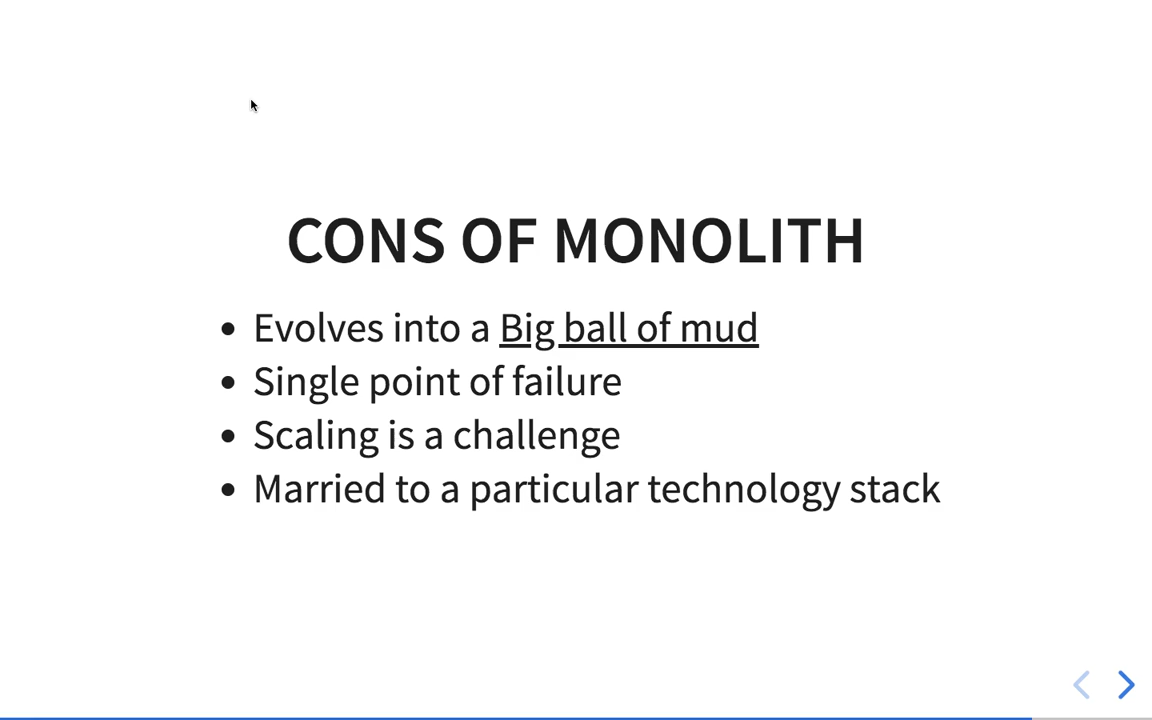 CONS OF MONOLITH
• Evolves into a Big ball of mud
• Single point of failure
• Scaling is a challenge
• Married to a particular technology stack